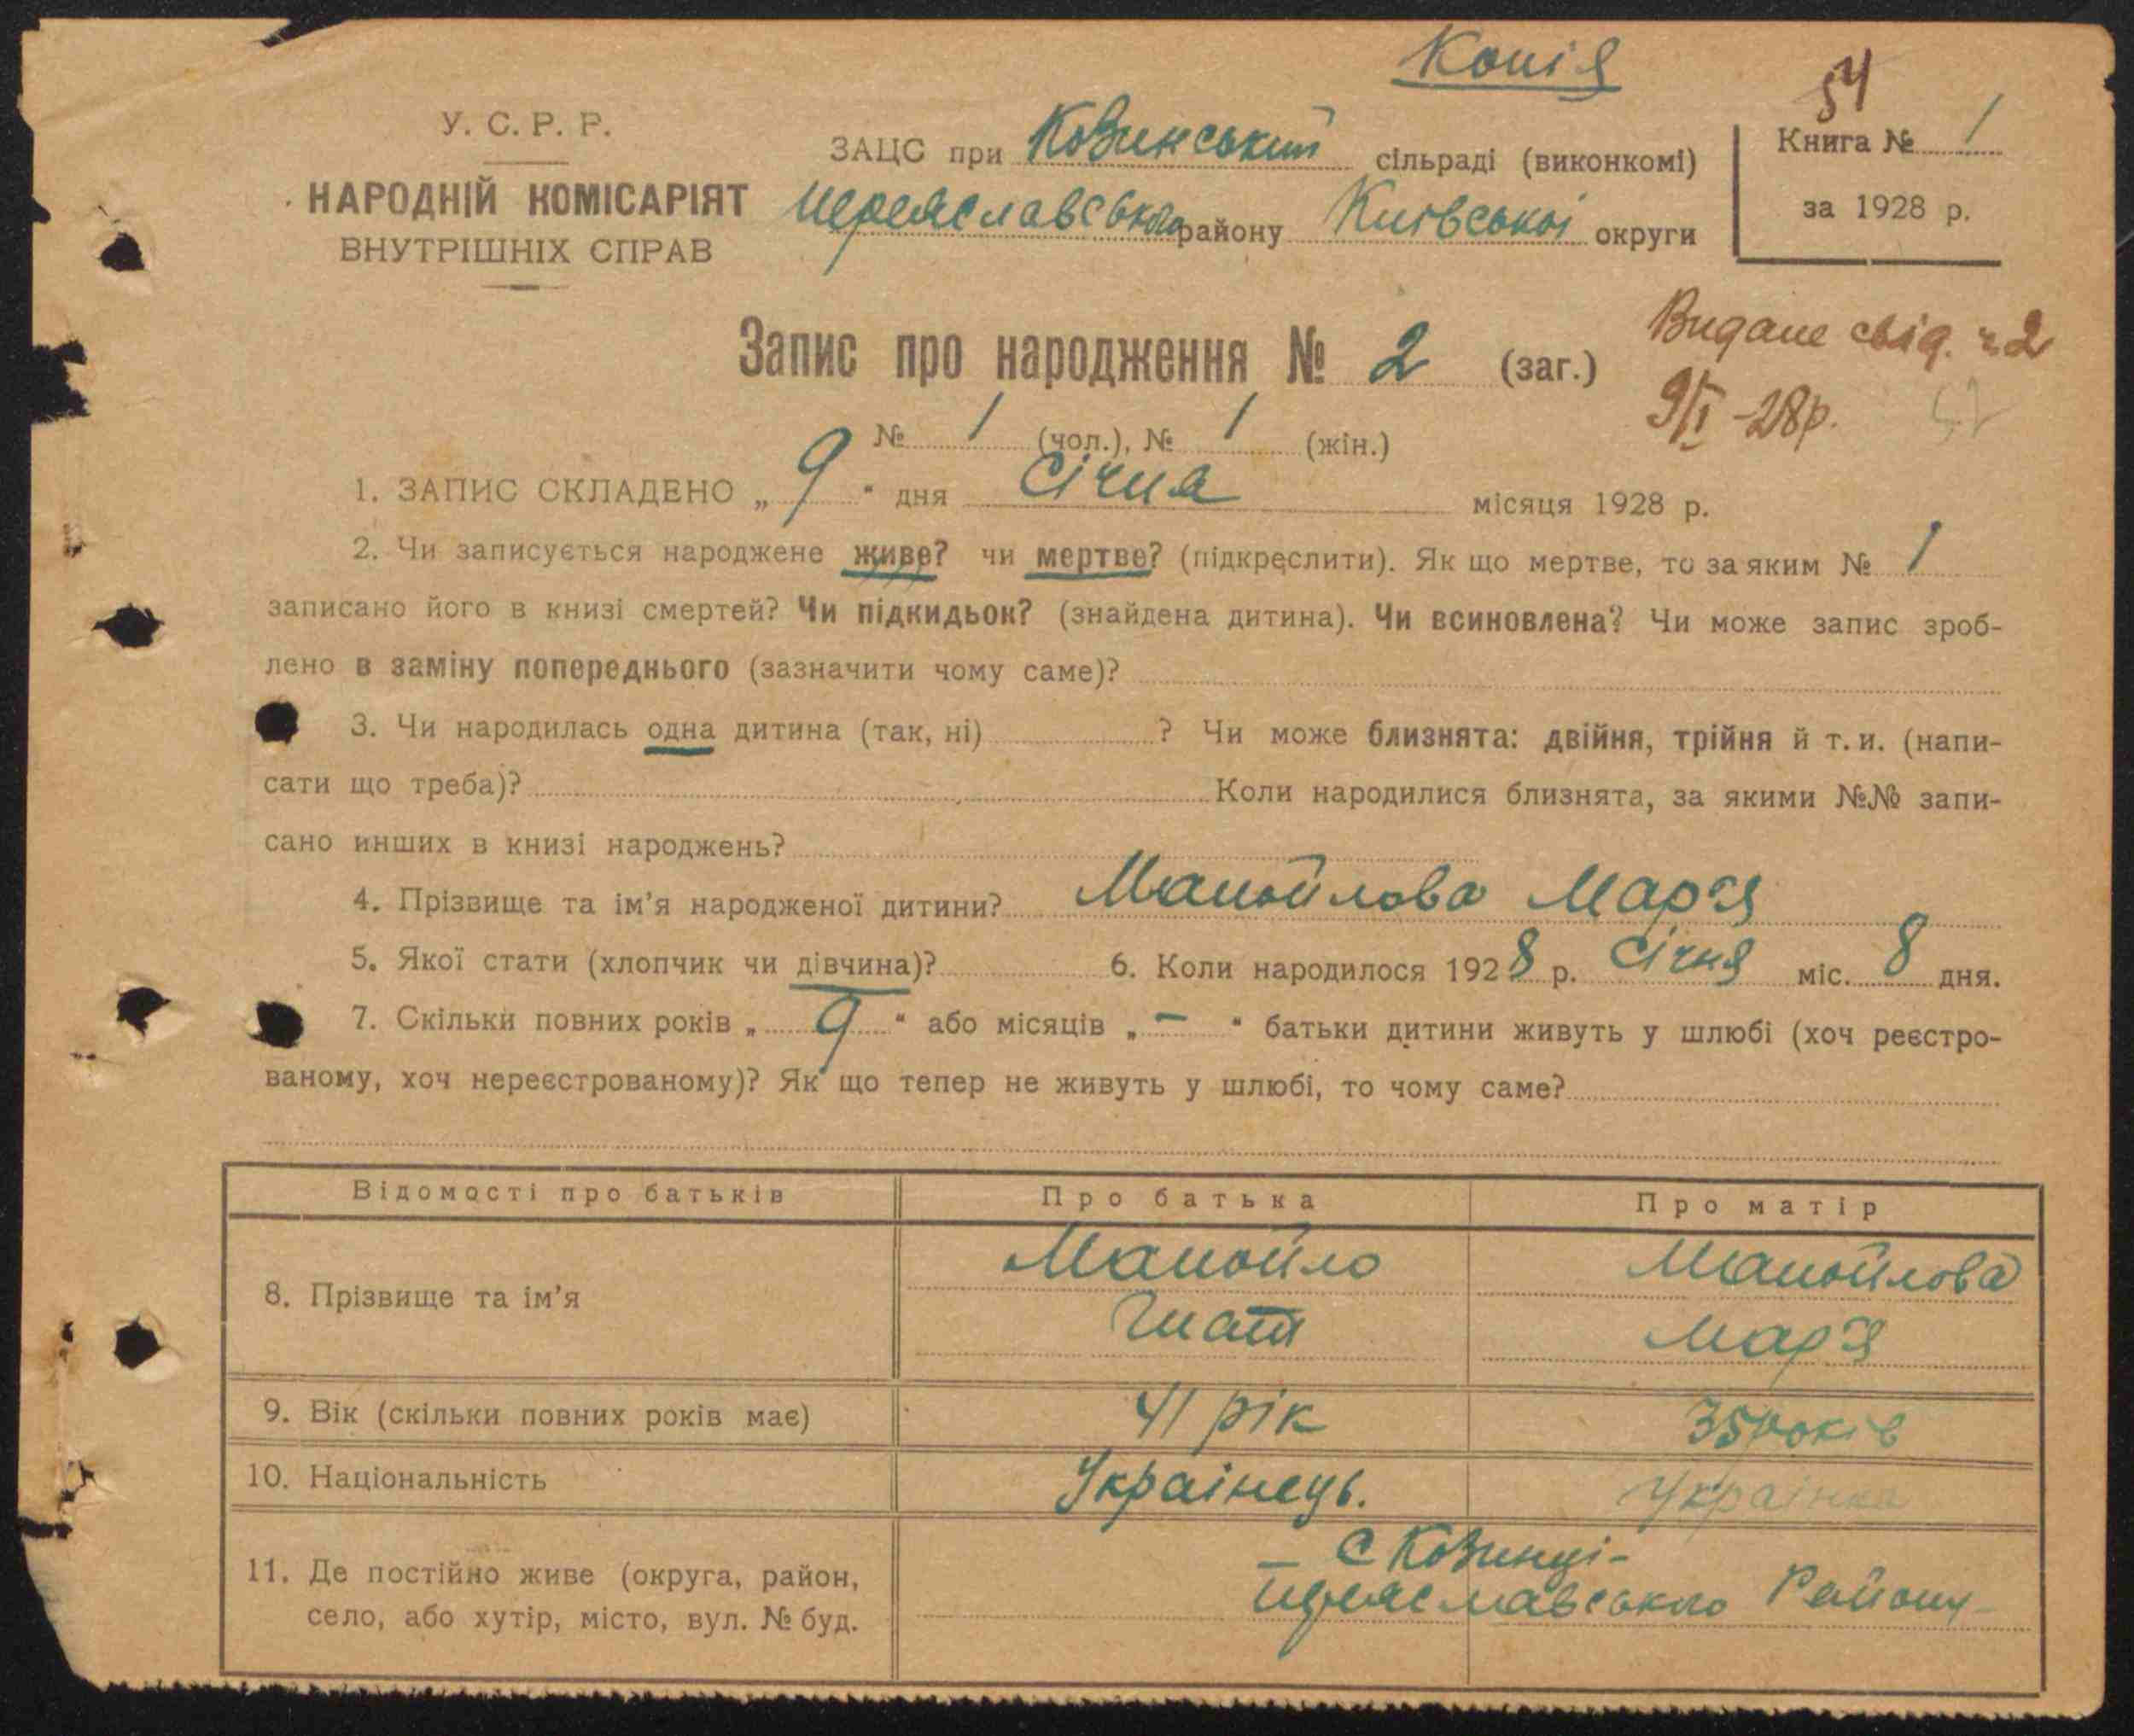 Копія
54
У. С. Р. Р.
НАРОДНІЙ КОМІСАРІЯТ
ВНУТРІШНІХ СПРАВ
ЗАЦС при Ковинський сільраді (виконкомі)
Переяславського району Київської округи
Книга № 1
за 1928 р.
Запис про народження № 2 (заг.)
Видане свід. ч. 2
9/I -28р.
№ 1 (чол.), № 1 (жін.)
1. ЗАПИС СКЛАДЕНО „ 9 " дня Січня місяця 1928 р.
2. Чи записується народжене живе? чи мертве? (підкреслити). Як що мертве, то за яким № 1
записано його в книзі смертей? Чи підкидьок? (знайдена дитина). Чи всиновлена? Чи може запис зроб-
лено в заміну попереднього (зазначити чому саме)?
3. Чи народилась одна дитина (так, ні) ? Чи може близнята: двійня, трійня й т. и. (напи-
сати що треба)? Коли народилися близнята, за якими №№ запи-
сано инших в книзі народжень?
4. Прізвище та ім'я народженої дитини? Манойлова Мар'я
5. Якої стати (хлопчик чи дівчина)? 6. Коли народилося 1928 р. Січня міс. 8 дня.
7. Скільки повних років „ 9 " або місяців „ — " батьки дитини живуть у шлюбі (хоч реєстро-
ваному, хоч нереєстрованому)? Як що тепер не живуть у шлюбі, то чому саме?
Відомості про батьків Про батька Про матір
8. Прізвище та ім'я Манойло Манойлова
Гнат Мар'я
9. Вік (скільки повних років має) 41 рік 35 років
10. Національність Українець. Українка
11. Де постійно живе (округа, район,
село, або хутір, місто, вул. № буд.
— С Ковинці -
Переяславського Району -